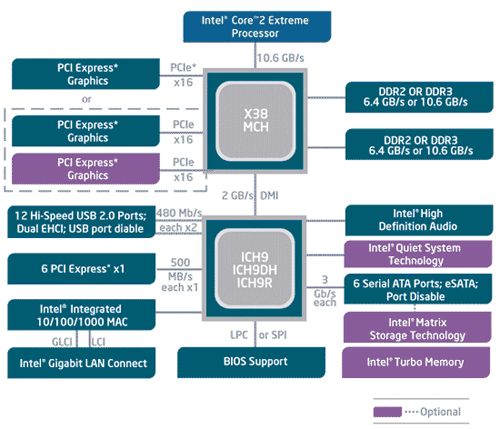 Intel® Core™2 Extreme
Processor
10.6 GB/s
PCI Express*
Graphics
PCIe*
x16
or
PCI Express*
Graphics
PCIe
x16
PCI Express*
Graphics
PCIe
x16
X38
MCH
DDR2 OR DDR3
6.4 GB/s or 10.6 GB/s
DDR2 OR DDR3
6.4 GB/s or 10.6 GB/s
2 GB/s DMI
12 Hi-Speed USB 2.0 Ports;
Dual EHCI; USB port diable
480 Mb/s
each x2
6 PCI Express* x1
500
MB/s
each x1
Intel® Integrated
10/100/1000 MAC
GLCI
LCI
Intel® Gigabit LAN Connect
ICH9
ICH9DH
ICH9R
LPC or SPI
BIOS Support
Intel® High
Definition Audio
Intel® Quiet System
Technology
3
Gb/s
each
6 Serial ATA Ports; eSATA;
Port Disable
Intel® Matrix
Storage Technology
Intel® Turbo Memory
Optional